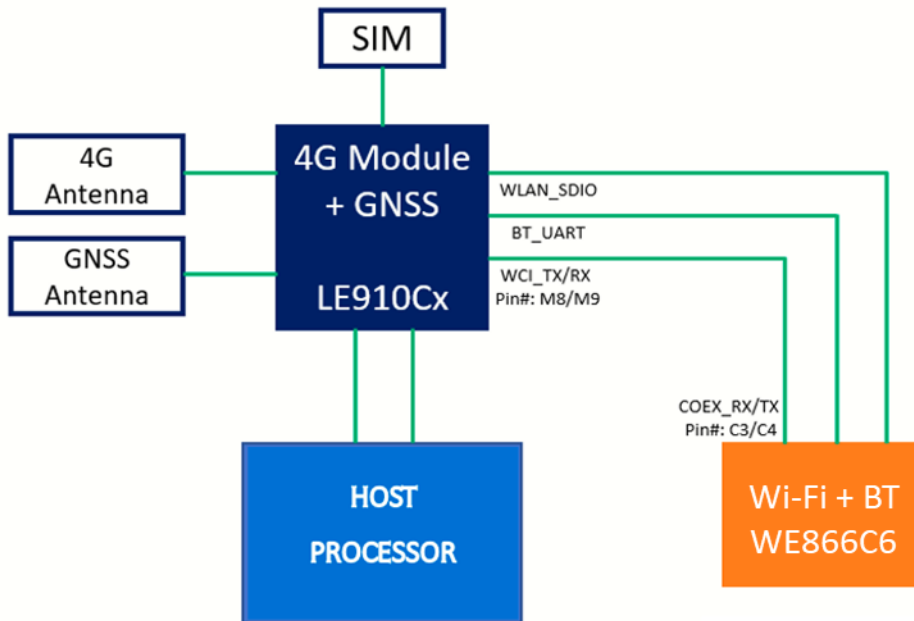 SIM
4G
Antenna
GNSS
Antenna
4G Module
+ GNSS
LE910Cx
WLAN_SDIO
BT_UART
WCI_TX/RX
Pin#: M8/M9
COEX_RX/TX
Pin#: C3/C4
HOST
PROCESSOR
Wi-Fi + BT
WE866C6